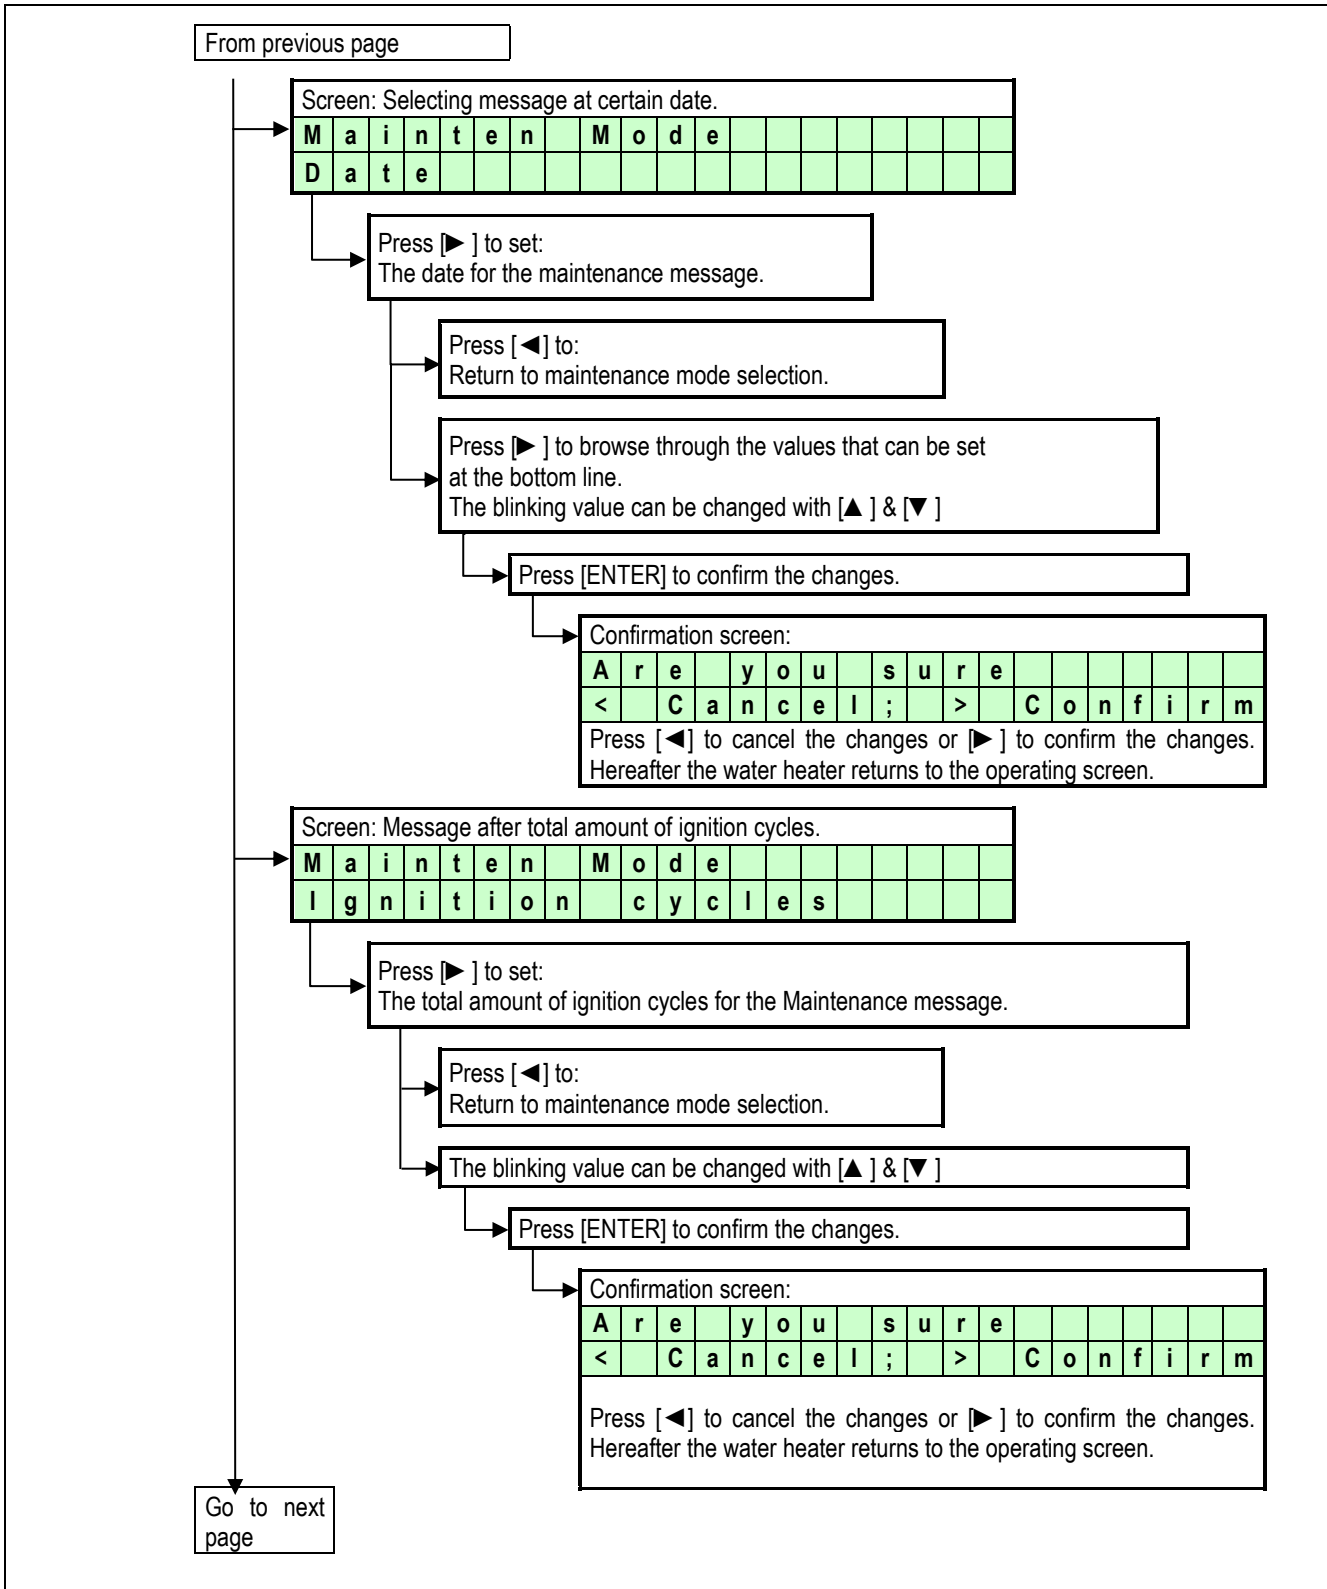 From previous page
Screen: Selecting message at certain date.
Mainten Mode
Date
Press [► ] to set:
The date for the maintenance message.
Press [ ◄] to:
Return to maintenance mode selection.
Press [► ] to browse through the values that can be set
at the bottom line.
The blinking value can be changed with [▲ ] & [▼ ]
Press [ENTER] to confirm the changes.
Confirmation screen:
Are you sure
< Cancel; > Confirm
Press [ ◄] to cancel the changes or [► ] to confirm the changes.
Hereafter the water heater returns to the operating screen.
Screen: Message after total amount of ignition cycles.
Mainten Mode
Ignition cycles
Press [► ] to set:
The total amount of ignition cycles for the Maintenance message.
Press [ ◄] to:
Return to maintenance mode selection.
The blinking value can be changed with [▲ ] & [▼ ]
Press [ENTER] to confirm the changes.
Confirmation screen:
Are you sure
< Cancel; > Confirm
Press [ ◄] to cancel the changes or [► ] to confirm the changes.
Hereafter the water heater returns to the operating screen.
Go to next
page